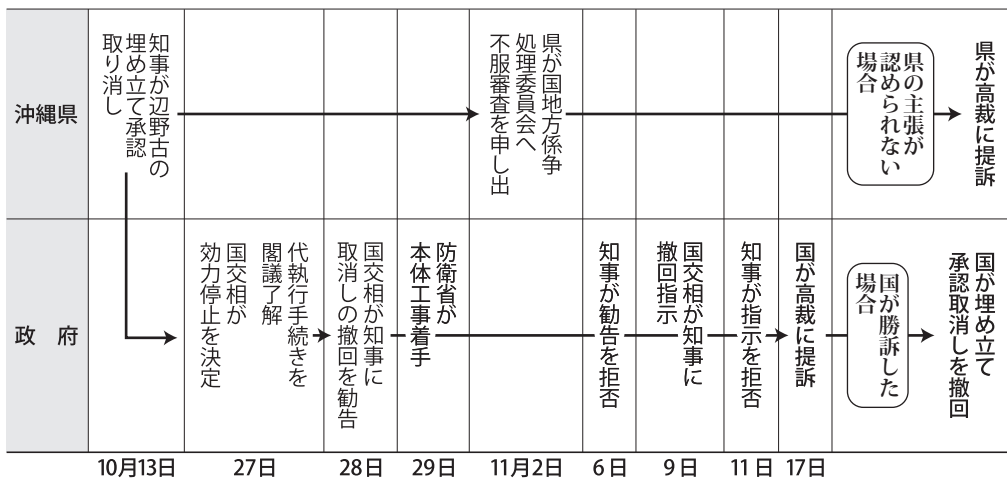 沖縄県
知事が辺野古の
埋め立て承認
取り消し
県が国地方係争
処理委員会へ
不服審査を申し出
県の主張が
認められない
場合
県が高裁に提訴
政　府
代執行手続きを
閣議了解
国交相が
効力停止を決定
国交相が知事に
取消しの撤回を勧告
防衛省が
本体工事着手
知事が勧告を拒否
国交相が知事に
撤回指示
知事が指示を拒否
国が高裁に提訴
国が勝訴した
場合
国が埋め立て
承認取消しを撤回
10月13日
27日
28日
29日
11月2日
6日
9日
11日
17日